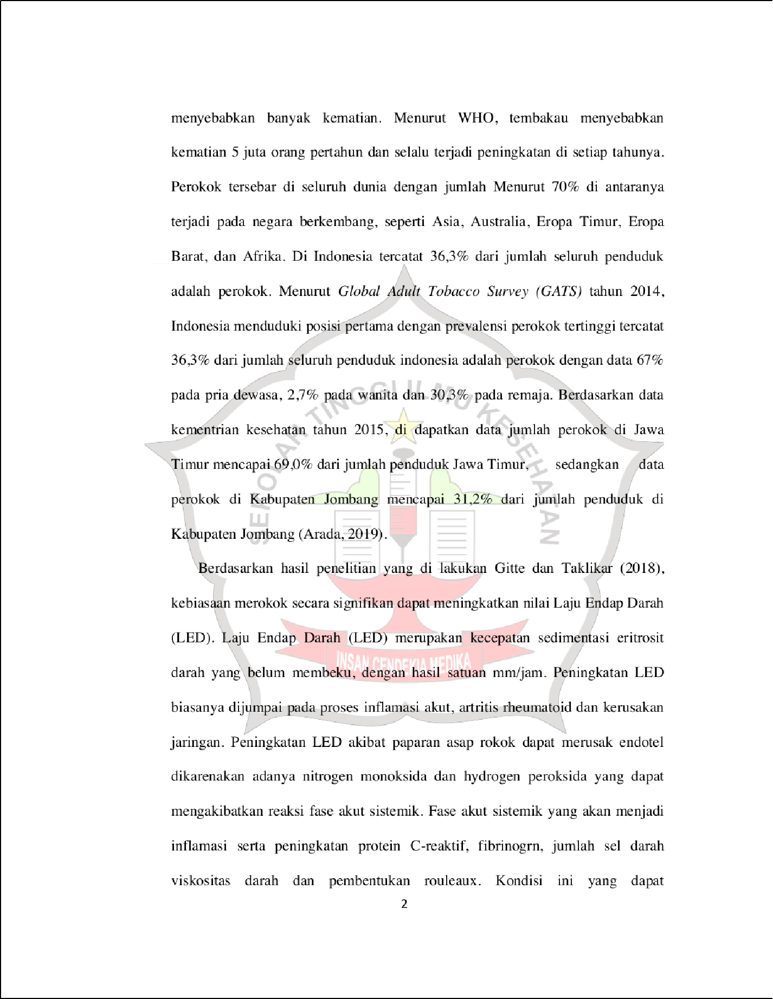 menyebabkan banyak kematian. Menurut WHO, tembakau menyebabkan
kematian 5 juta orang pertahun dan selalu terjadi peningkatan di setiap tahunya.
Perokok tersebar di seluruh dunia dengan jumlah Menurut 70% di antaranya
terjadi pada negara berkembang, seperti Asia, Australia, Eropa Timur, Eropa
Barat, dan Afrika. Di Indonesia tercatat 36,3% dari jumlah seluruh penduduk
adalah perokok. Menurut Global Adult Tobacco Survey (GATS) tahun 2014,
Indonesia menduduki posisi pertama dengan prevalensi perokok tertinggi tercatat
36,3% dari jumlah seluruh penduduk indonesia adalah perokok dengan data 67%
pada pria dewasa, 2,7% pada wanita dan 30,3% pada remaja. Berdasarkan data
kementrian kesehatan tahun 2015, di dapatkan data jumlah perokok di Jawa
Timur mencapai 69,0% dari jumlah penduduk Jawa Timur, sedangkan data
perokok di Kabupaten Jombang mencapai 31,2% dari jumlah penduduk di
Kabupaten Jombang (Arada, 2019).
Berdasarkan hasil penelitian yang di lakukan Gitte dan Taklikar (2018),
kebiasaan merokok secara signifikan dapat meningkatkan nilai Laju Endap Darah
(LED). Laju Endap Darah (LED) merupakan kecepatan sedimentasi eritrosit
darah yang belum membeku, dengan hasil satuan mm/jam. Peningkatan LED
biasanya dijumpai pada proses inflamasi akut, artritis rheumatoid dan kerusakan
jaringan. Peningkatan LED akibat paparan asap rokok dapat merusak endotel
dikarenakan adanya nitrogen monoksida dan hydrogen peroksida yang dapat
mengakibatkan reaksi fase akut sistemik. Fase akut sistemik yang akan menjadi
inflamasi serta peningkatan protein C-reaktif, fibrinogrn, jumlah sel darah
viskositas darah dan pembentukan rouleaux. Kondisi ini yang dapat
2
SEKOLAH TINGGI ILMU KESEHATAN
INSAN CENDEKIA MEDIKA